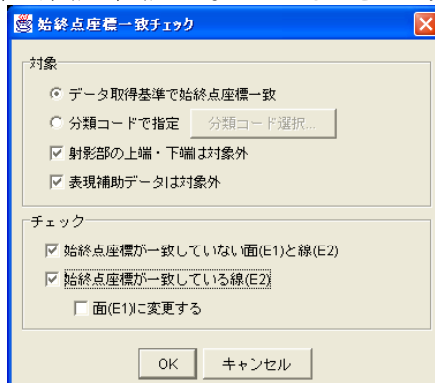 始終点座標一致チェック
対象
データ取得基準で始終点座標一致
分類コードで指定 分類コード選択...
射影部の上端・下端は対象外
表現補助データは対象外
チェック
始終点座標が一致していない面(E1)と線(E2)
始終点座標が一致している線(E2)
面(E1)に変更する
OK キャンセル